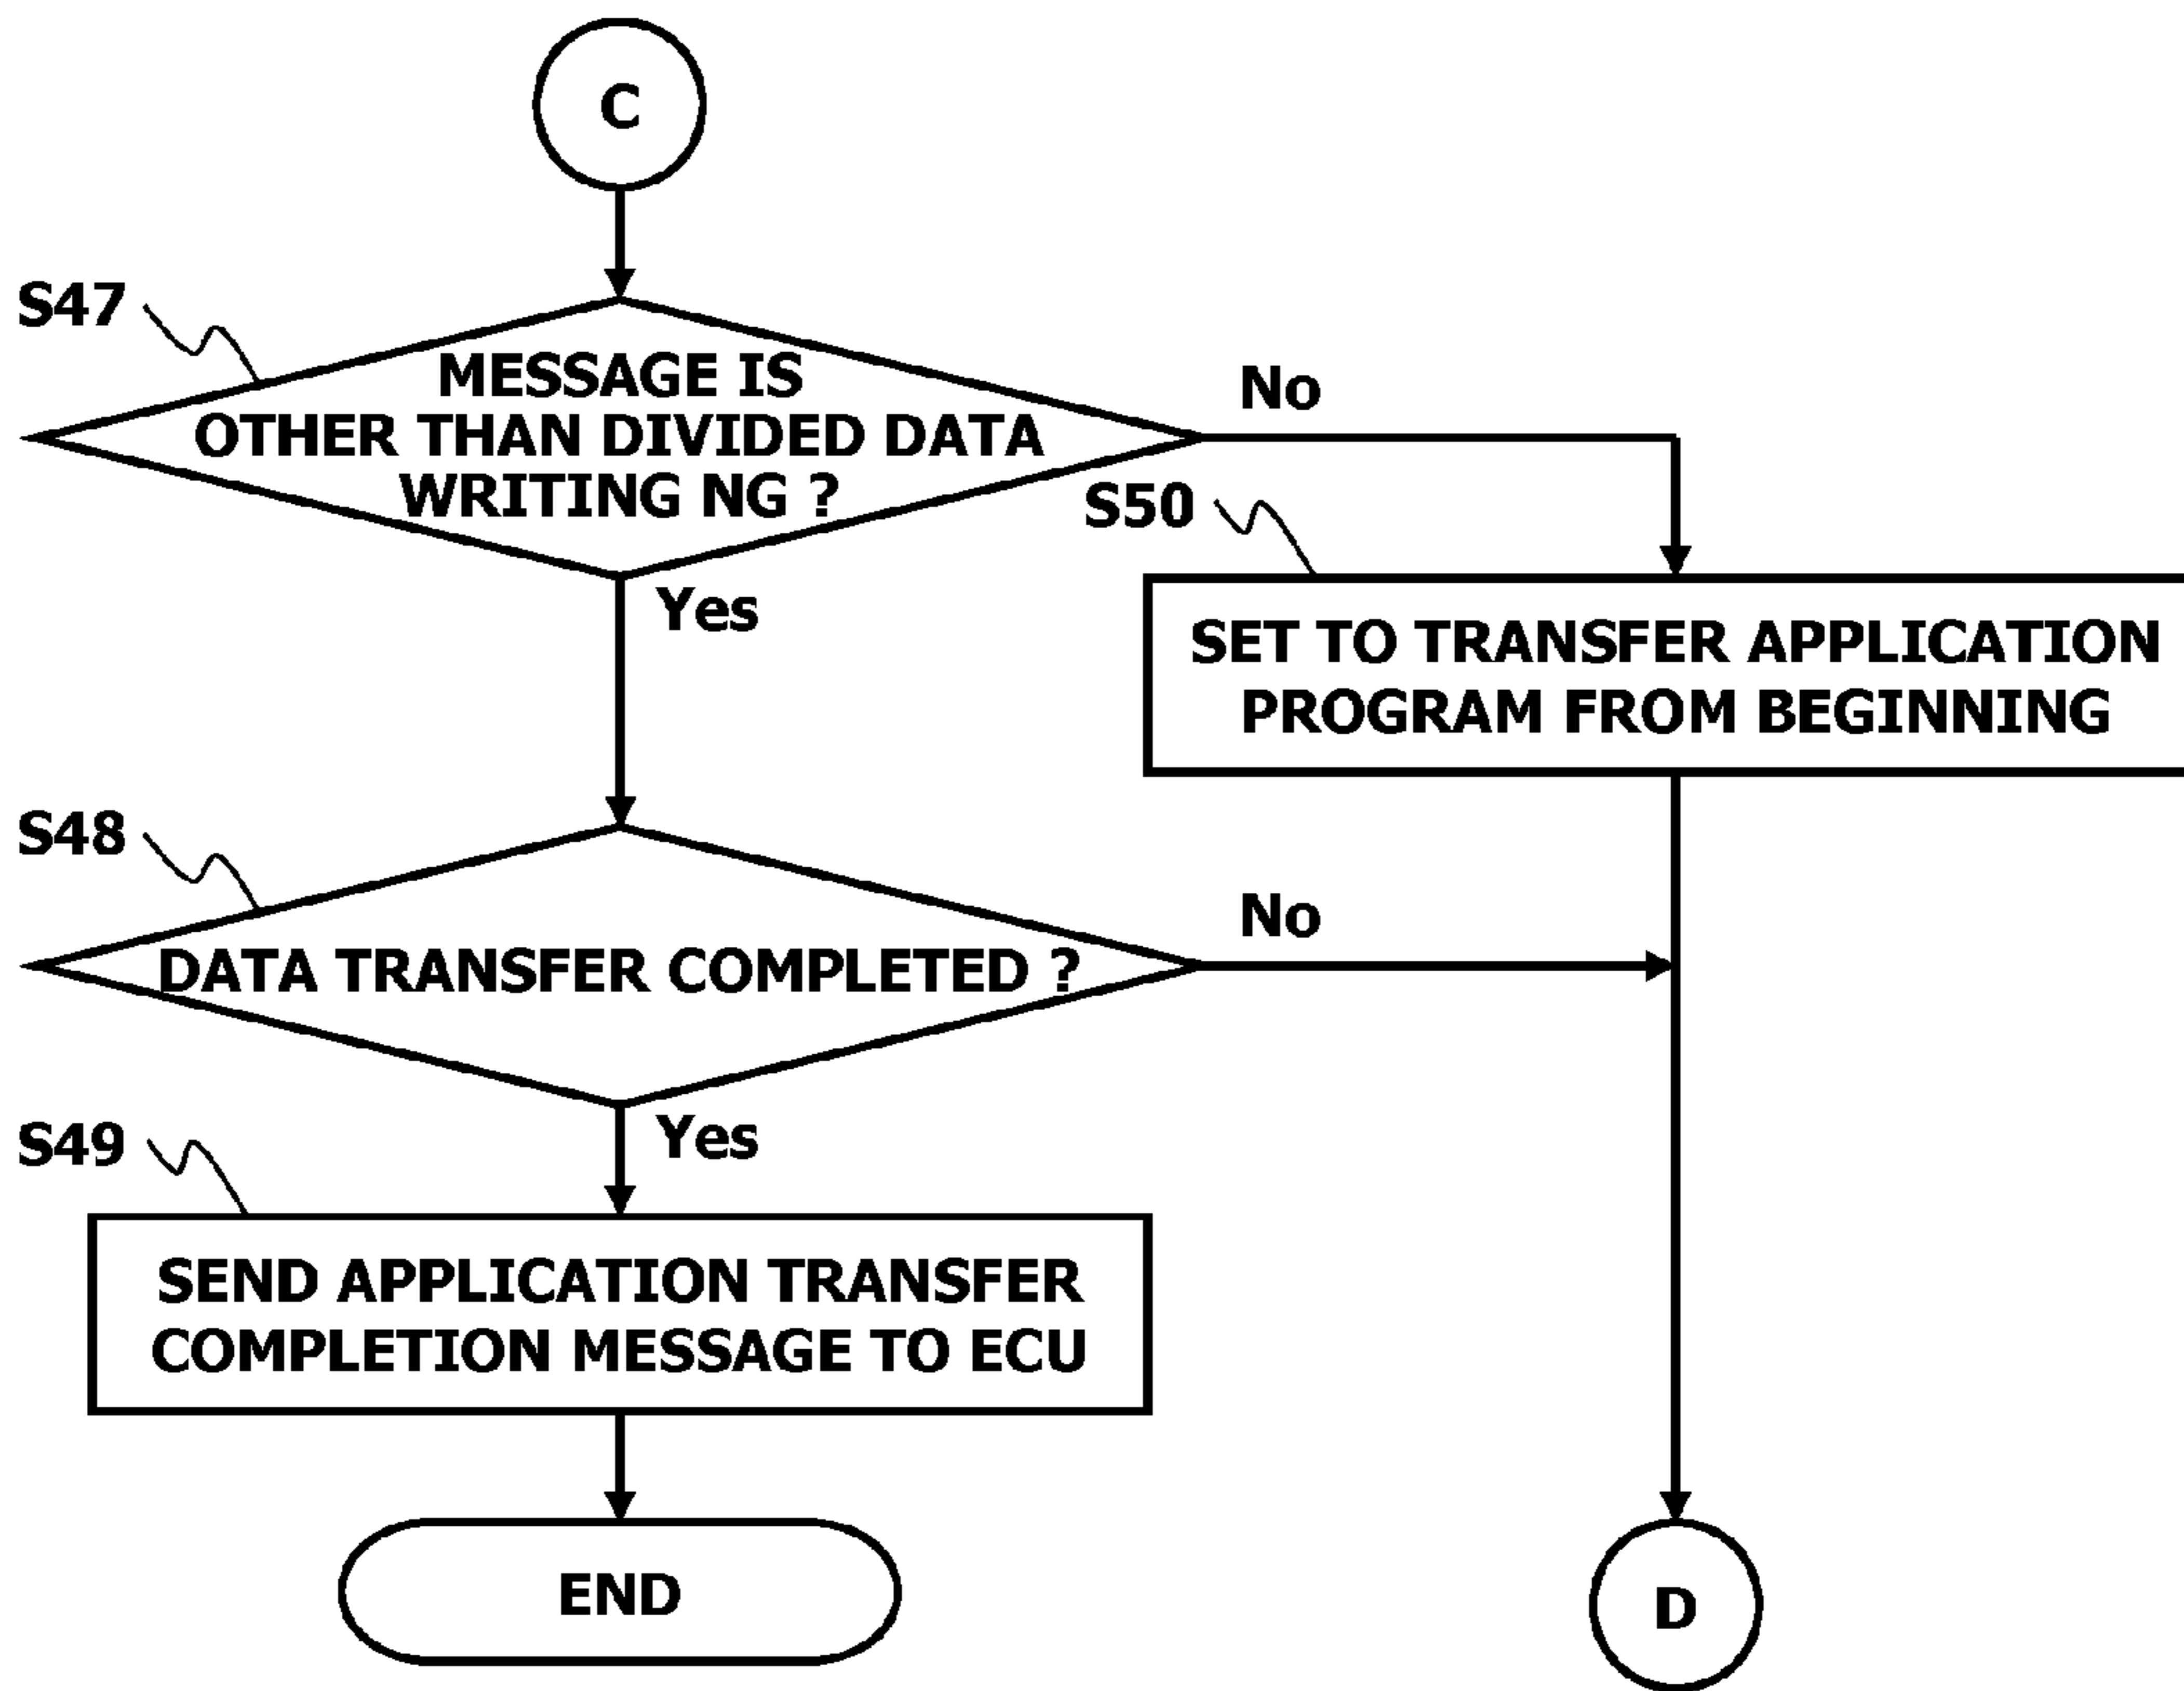 C
S47
MESSAGE IS
OTHER THAN DIVIDED DATA
WRITING NG ?
No
Yes
S50
SET TO TRANSFER APPLICATION
PROGRAM FROM BEGINNING
S48
DATA TRANSFER COMPLETED ?
No
Yes
S49
SEND APPLICATION TRANSFER
COMPLETION MESSAGE TO ECU
END
D